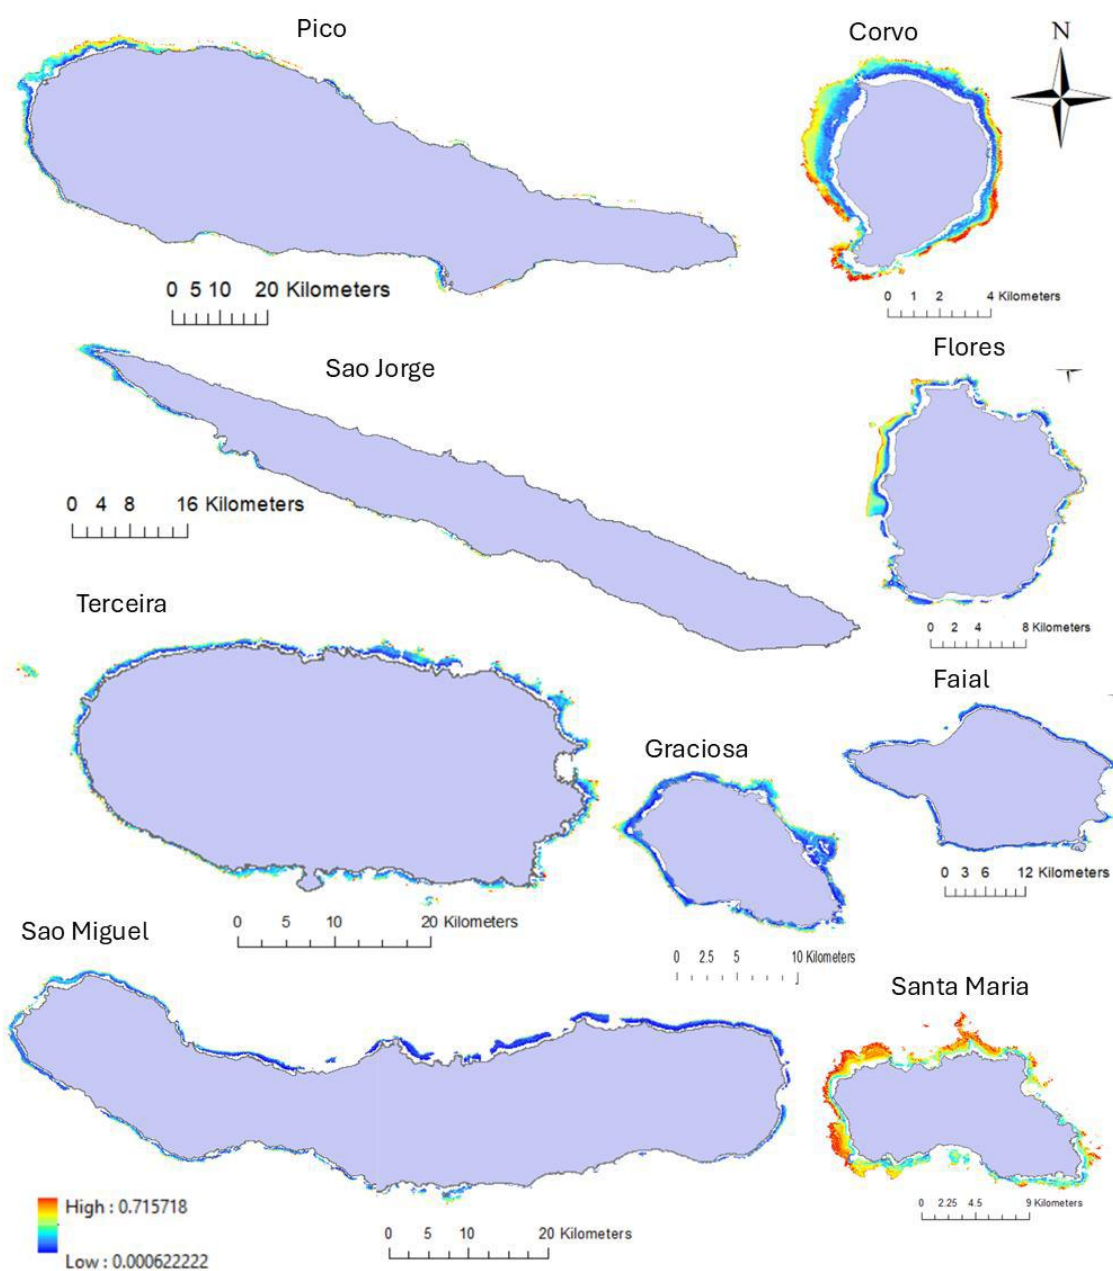 Pico
Corvo
N
0 5 10 20 Kilometers
0 1 2 4 Kilometers
Sao Jorge
Flores
0 4 8 16 Kilometers
0 2 4 8 Kilometers
Terceira
Faial
Graciosa
0 3 6 12 Kilometers
0 5 10 20 Kilometers
Sao Miguel
0 2.5 5 10 Kilometers
Santa Maria
High : 0.715718
Low : 0.000622222
0 5 10 20 Kilometers
0 2.25 4.5 9 Kilometers